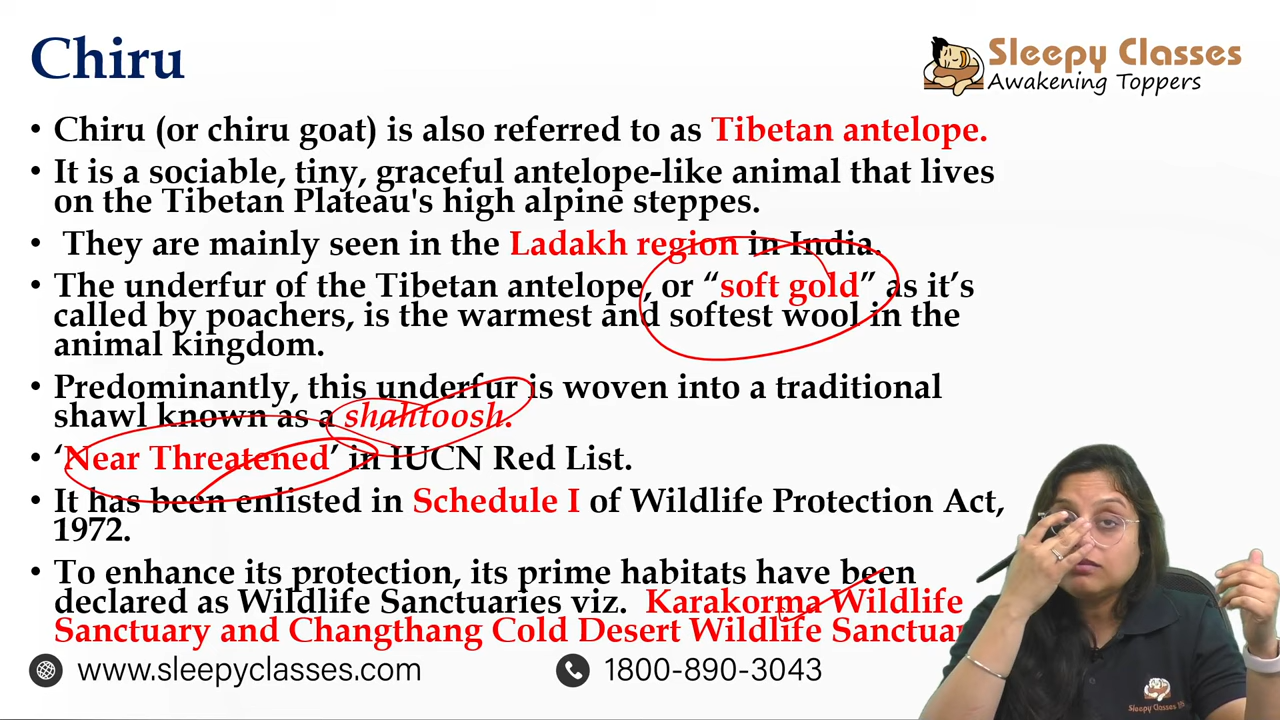 Chiru
Sleepy Classes
Awakening Toppers
• Chiru (or chiru goat) is also referred to as Tibetan antelope.
• It is a sociable, tiny, graceful antelope-like animal that lives
on the Tibetan Plateau's high alpine steppes.
• They are mainly seen in the Ladakh region in India.
• The underfur of the Tibetan antelope, or “soft gold” as it’s
called by poachers, is the warmest and softest wool in the
animal kingdom.
• Predominantly, this underfur is woven into a traditional
shawl known as a shahtoosh.
• ‘Near Threatened’ in IUCN Red List.
• It has been enlisted in Schedule I of Wildlife Protection Act,
1972.
• To enhance its protection, its prime habitats have been
declared as Wildlife Sanctuaries viz. Karakorma Wildlife
Sanctuary and Changthang Cold Desert Wildlife
www.sleepyclasses.com
1800-890-3043
Sleepy Classes